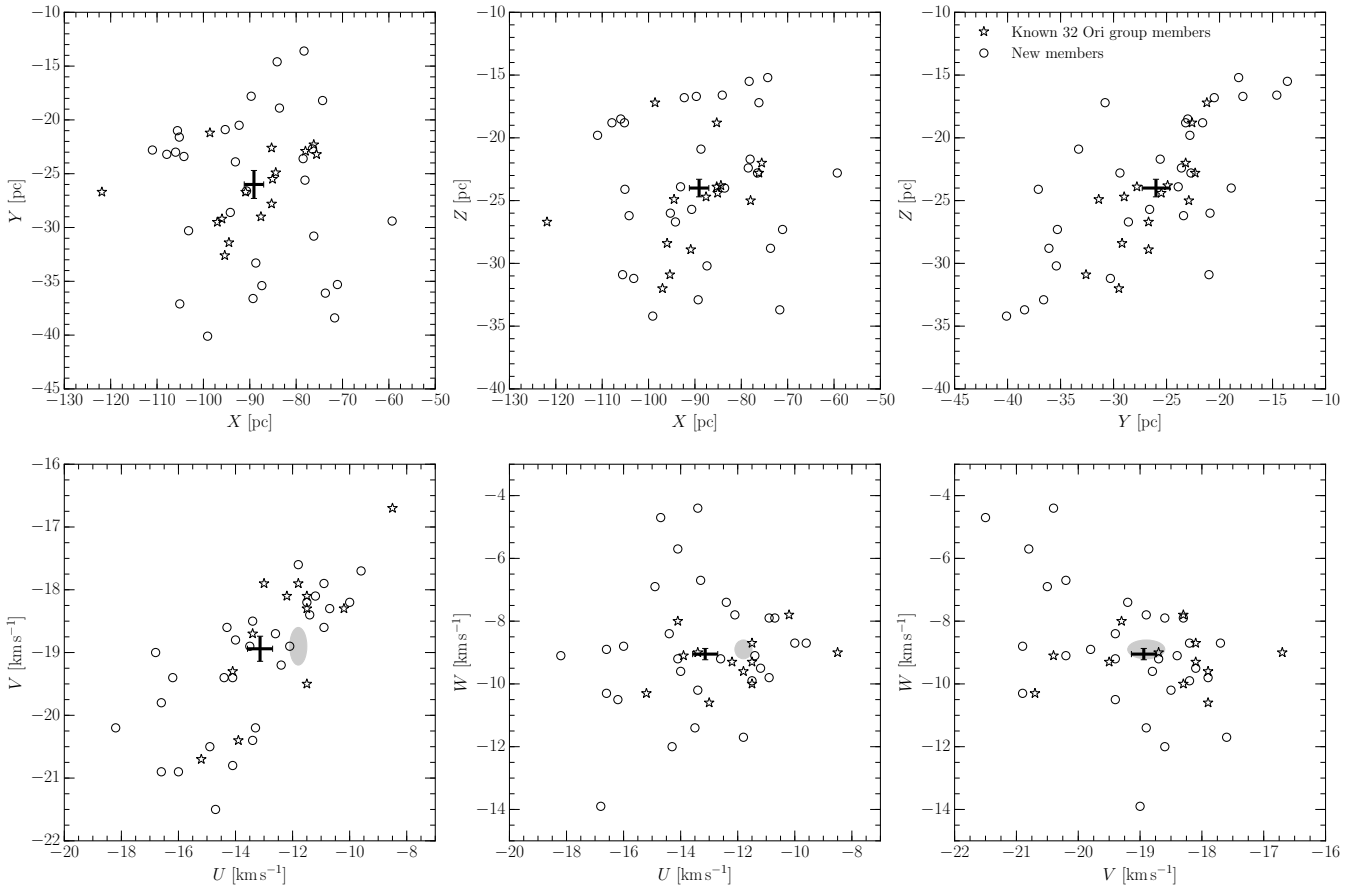 −10
−15
−20
−25
−30
−35
−40
−45
Y [pc]
−130 −120 −110 −100 −90 −80 −70 −60 −50
X [pc]
−10
−15
−20
−25
−30
−35
−40
Z [pc]
−130 −120 −110 −100 −90 −80 −70 −60 −50
X [pc]
Known 32 Ori group members
New members
−10
−15
−20
−25
−30
−35
−40
Z [pc]
−45 −40 −35 −30 −25 −20 −15 −10
Y [pc]
−16
−17
−18
−19
−20
−21
−22
V [km s⁻¹]
−20 −18 −16 −14 −12 −10 −8
U [km s⁻¹]
−4
−6
−8
−10
−12
−14
W [km s⁻¹]
−20 −18 −16 −14 −12 −10 −8
U [km s⁻¹]
−4
−6
−8
−10
−12
−14
W [km s⁻¹]
−22 −21 −20 −19 −18 −17 −16
V [km s⁻¹]